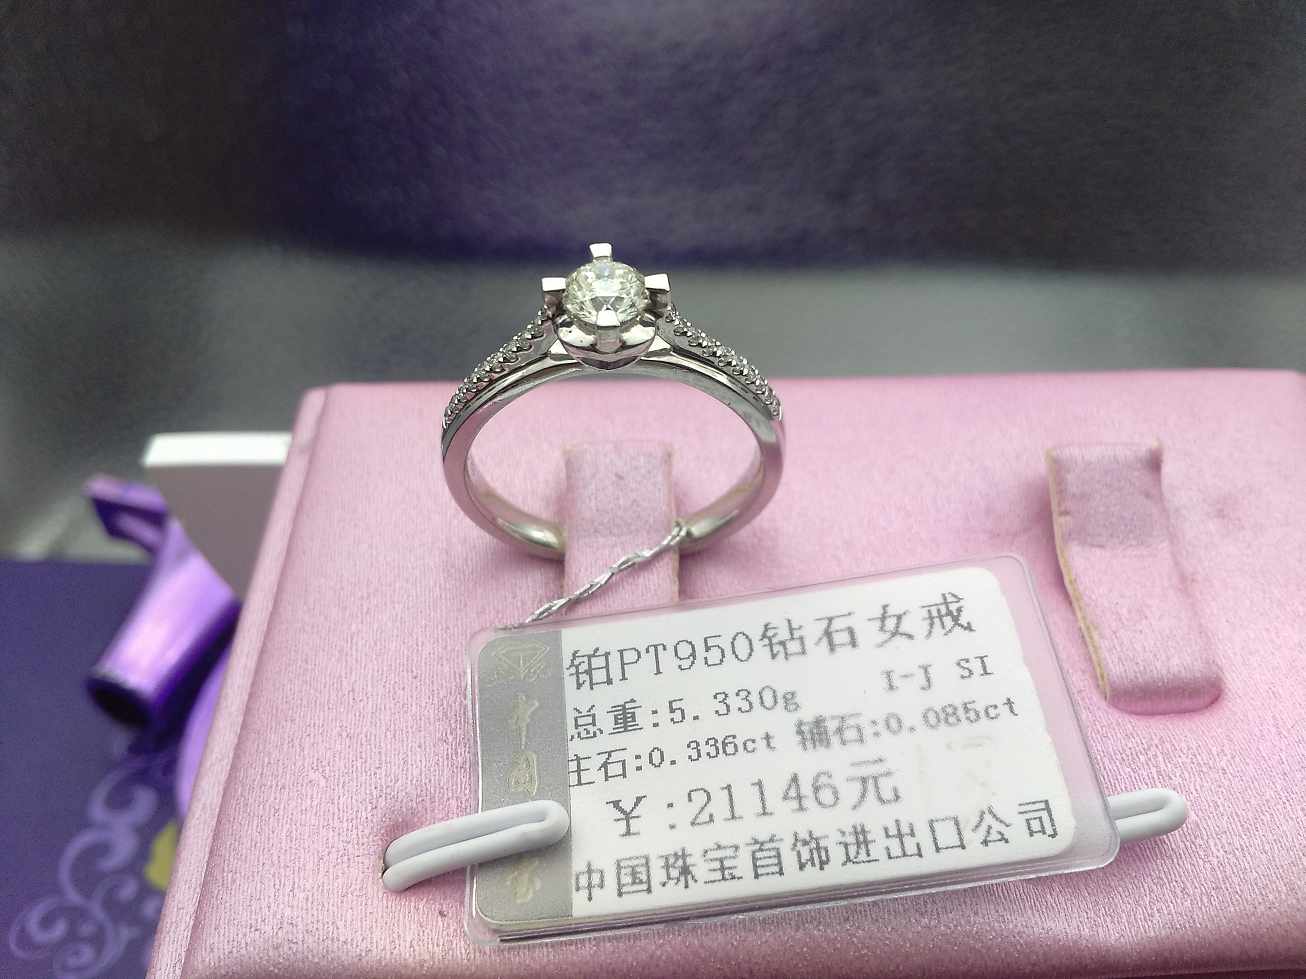 铂PT950钻石女戒
总重:5.330g I-J SI
主石:0.336ct 辅石:0.085ct
¥:21146元
中国珠宝首饰进出口公司
中国